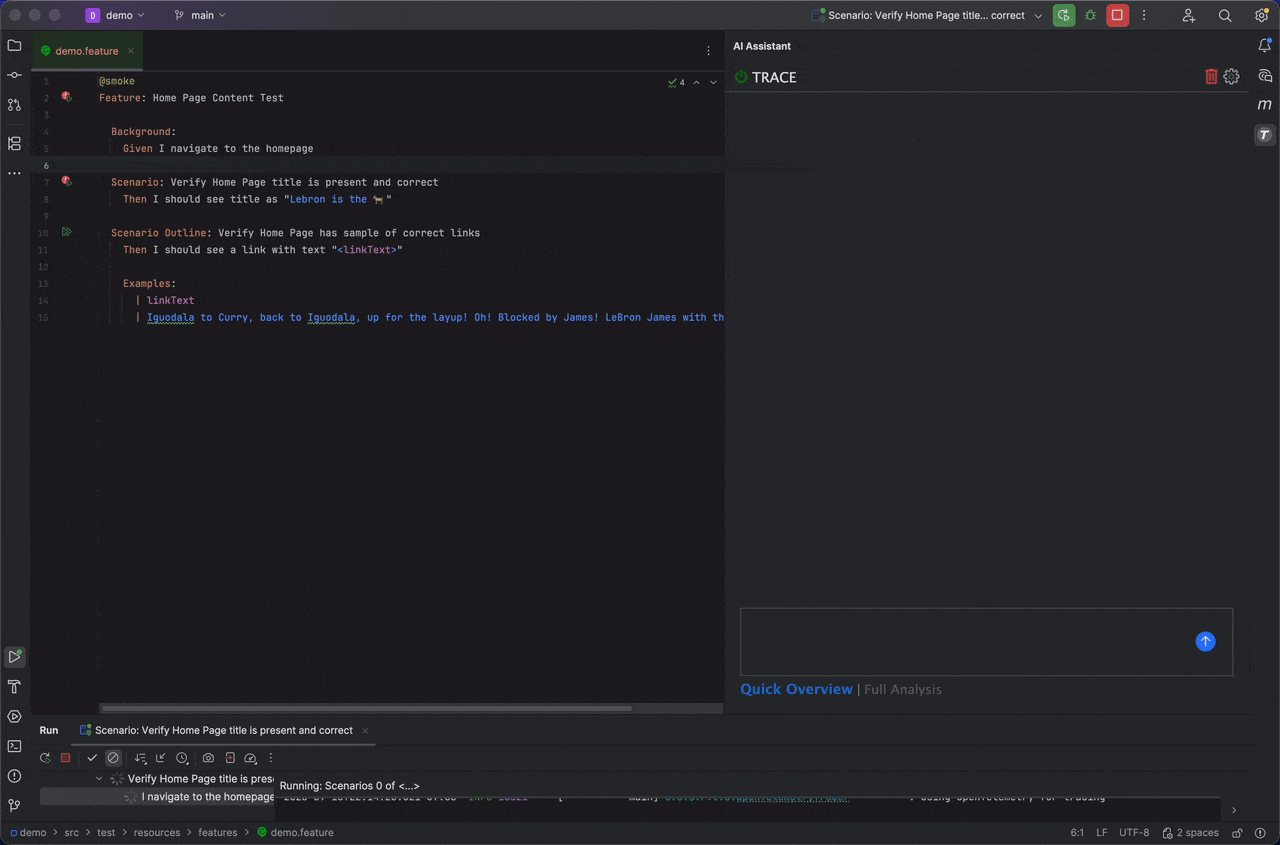 D demo main Scenario: Verify Home Page title... correct
demo.feature
AI Assistant
TRACE
4
1 @smoke
2 Feature: Home Page Content Test
3
4 Background:
5 Given I navigate to the homepage
6
7 Scenario: Verify Home Page title is present and correct
8 Then I should see title as "Lebron is the 🐐"
9
10 Scenario Outline: Verify Home Page has sample of correct links
11 Then I should see a link with text "<linkText>"
12
13 Examples:
14 | linkText
15 | Iguodala to Curry, back to Iguodala, up for the layup! Oh! Blocked by James! LeBron James with th
m
T
Quick Overview | Full Analysis
Run Scenario: Verify Home Page title is present and correct
Verify Home Page title is pres
Running: Scenarios 0 of <...>
I navigate to the homepage
main]
: Using OpenTelemetry for tracing
demo > src > test > resources > features > demo.feature
6:1 LF UTF-8 2 spaces